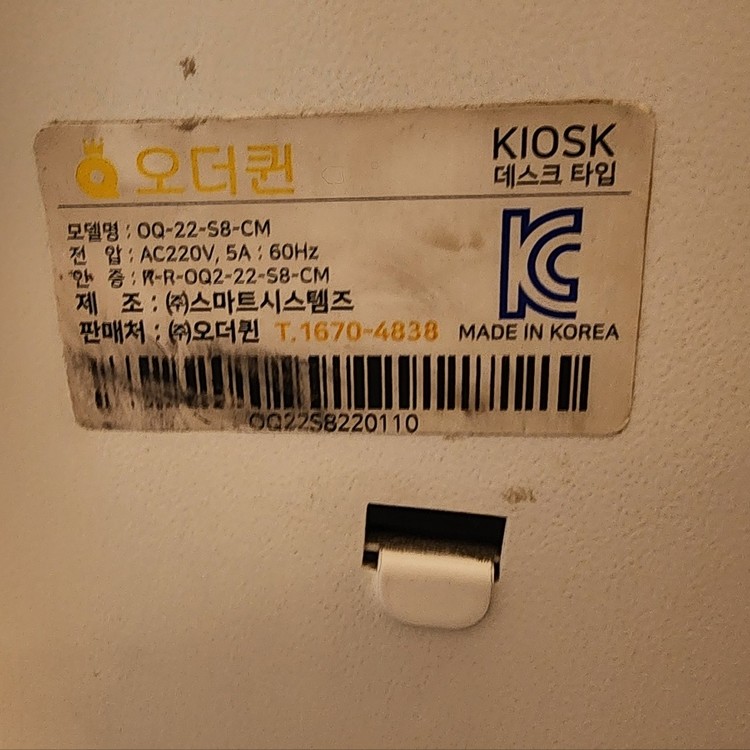 오더퀸
KIOSK
데스크 타입
모델명 : OQ-22-S8-CM
전 압 : AC220V, 5A : 60Hz
인 증 : R-R-OQ2-22-S8-CM
제 조 : ㈜스마트시스템즈
판매처 : ㈜오더퀸 T.1670-4838
MADE IN KOREA
OQ22S8220110